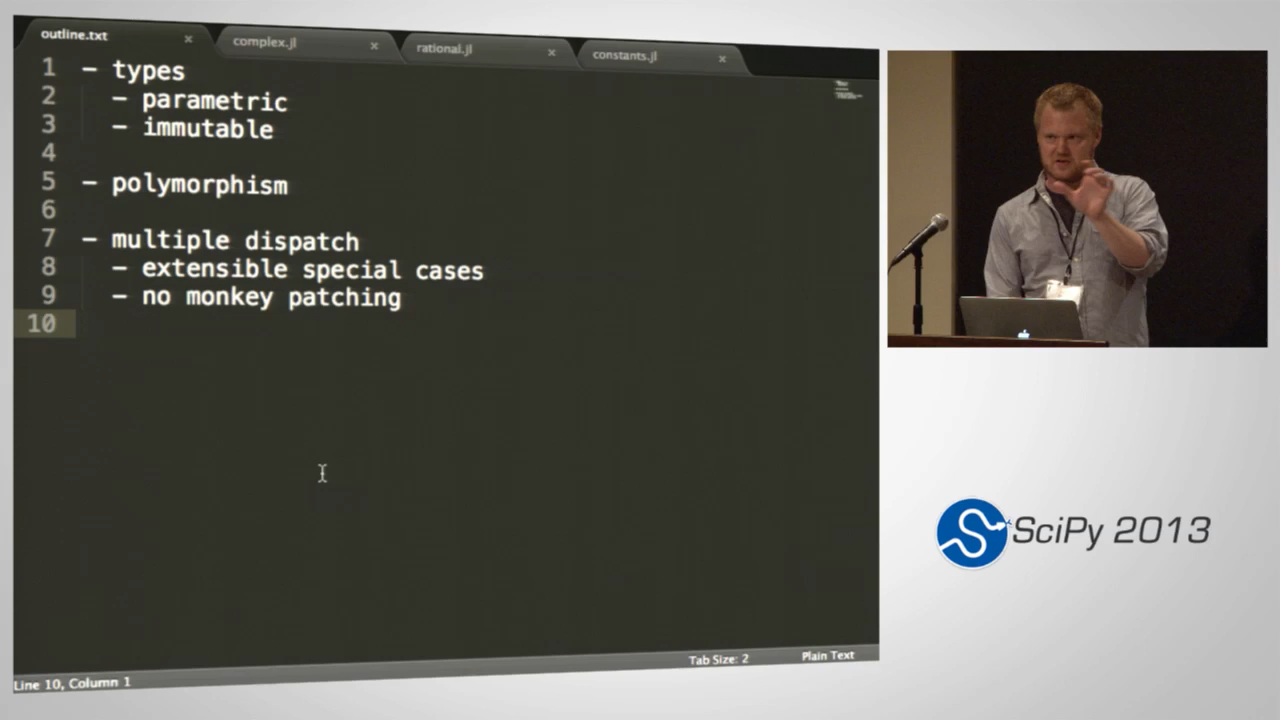 outline.txt
complex.jl
rational.jl
constants.jl
1 - types
2 - parametric
3 - immutable
4
5 - polymorphism
6
7 - multiple dispatch
8 - extensible special cases
9 - no monkey patching
10
Line 10, Column 1
Tab Size: 2
Plain Text
SciPy 2013